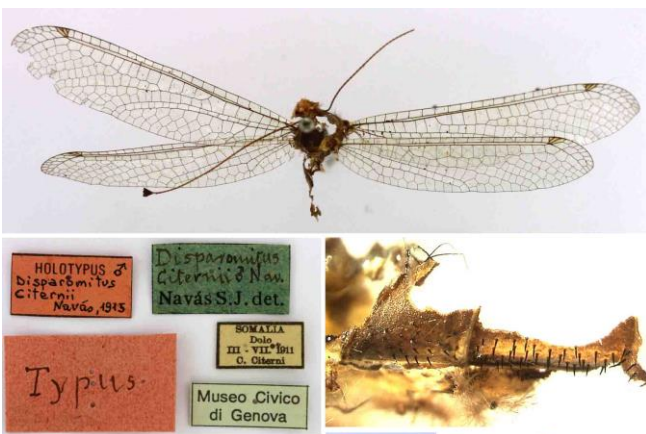 HOLOTYPUS ♂
Disparomitus
Citernii
Navás, 1913
Disparomitus
Citernii ♂ Nav.
Navás S.J. det.
SOMALIA
Dolo
III - VII. 1911
C. Citerni
Typus.
Museo Civico
di Genova